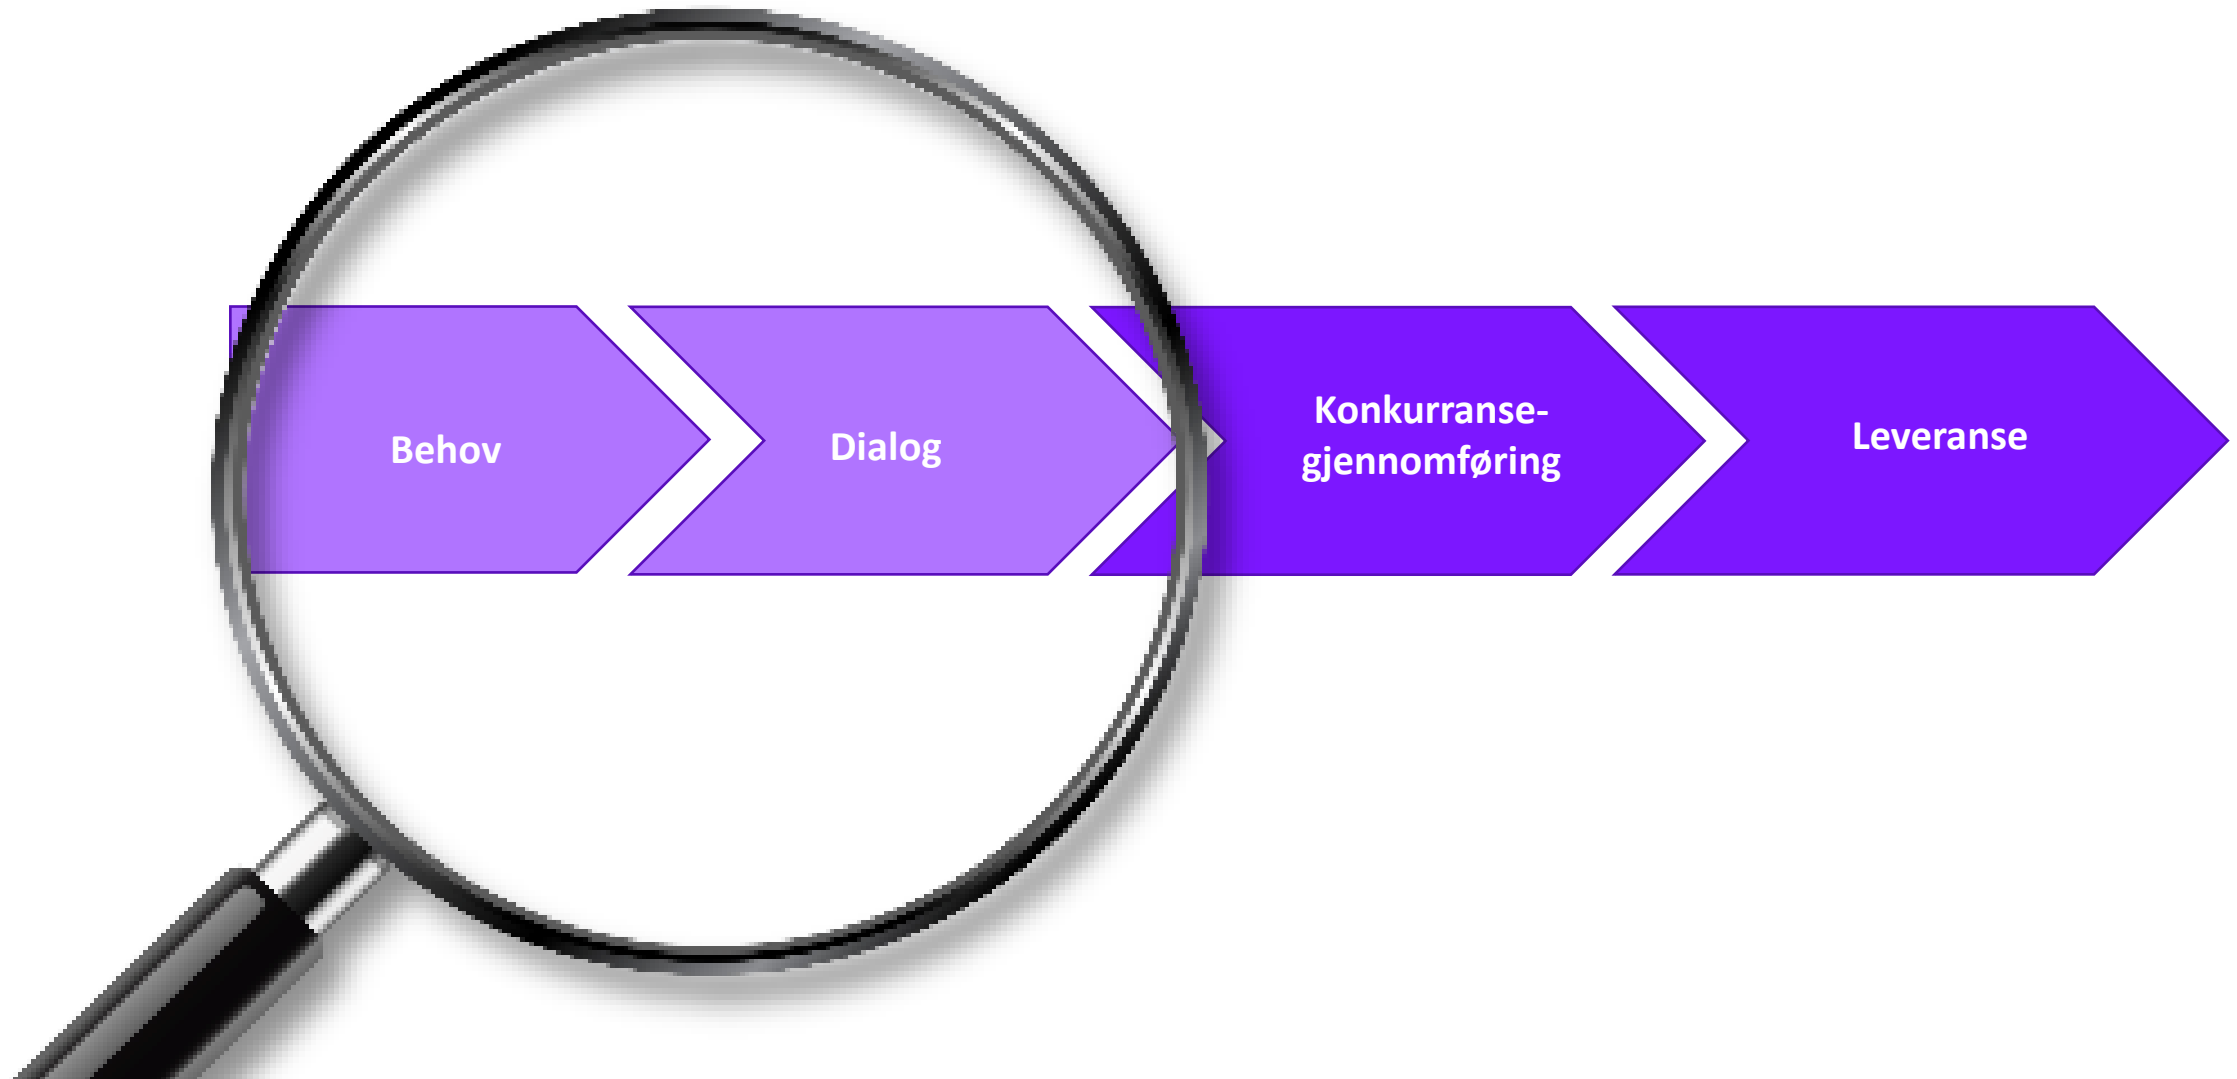 Behov
Dialog
Konkurranse-
gjennomføring
Leveranse